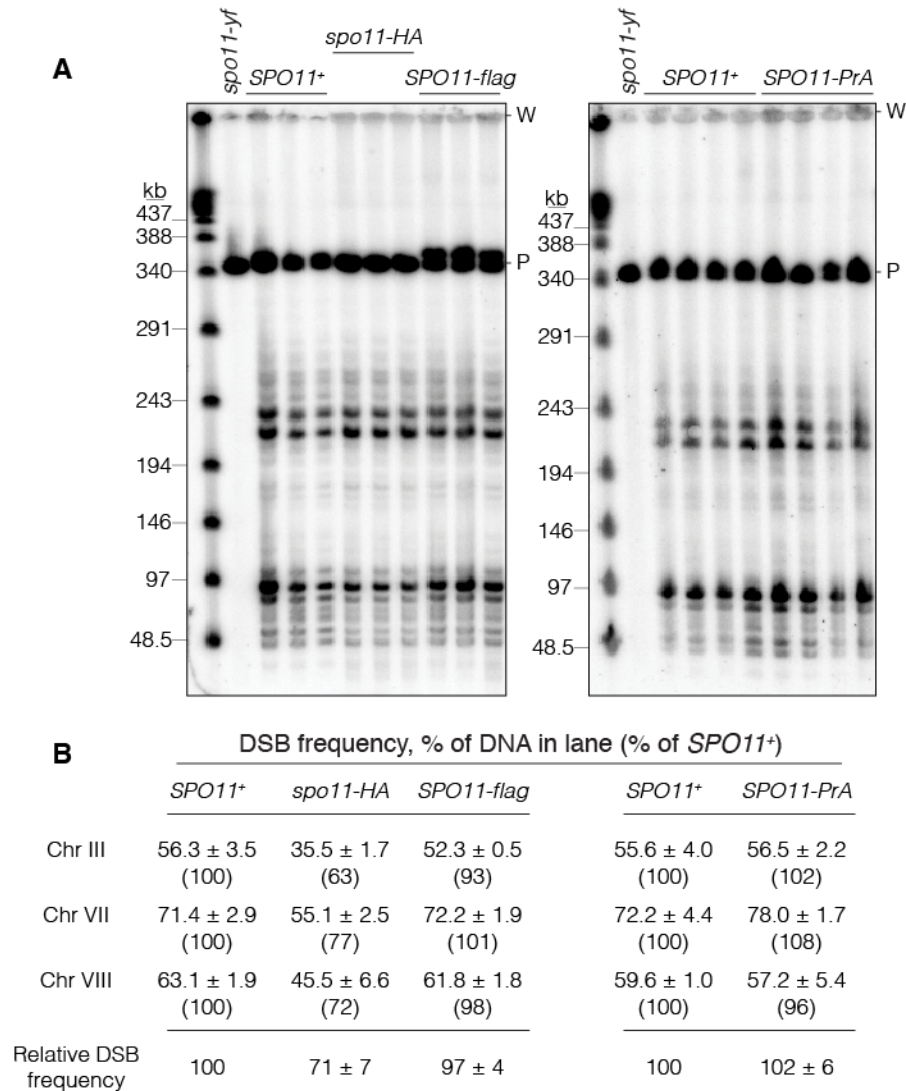 A
spo11-yf
SPO11⁺
spo11-HA
SPO11-flag
W
kb
437
388
340
P
291
243
194
146
97
48.5
spo11-yf
SPO11⁺
SPO11-PrA
W
kb
437
388
340
P
291
243
194
146
97
48.5
B
DSB frequency, % of DNA in lane (% of SPO11⁺)
SPO11⁺ spo11-HA SPO11-flag SPO11⁺ SPO11-PrA
Chr III 56.3 ± 3.5 35.5 ± 1.7 52.3 ± 0.5 55.6 ± 4.0 56.5 ± 2.2
(100) (63) (93) (100) (102)
Chr VII 71.4 ± 2.9 55.1 ± 2.5 72.2 ± 1.9 72.2 ± 4.4 78.0 ± 1.7
(100) (77) (101) (100) (108)
Chr VIII 63.1 ± 1.9 45.5 ± 6.6 61.8 ± 1.8 59.6 ± 1.0 57.2 ± 5.4
(100) (72) (98) (100) (96)
Relative DSB
frequency 100 71 ± 7 97 ± 4 100 102 ± 6